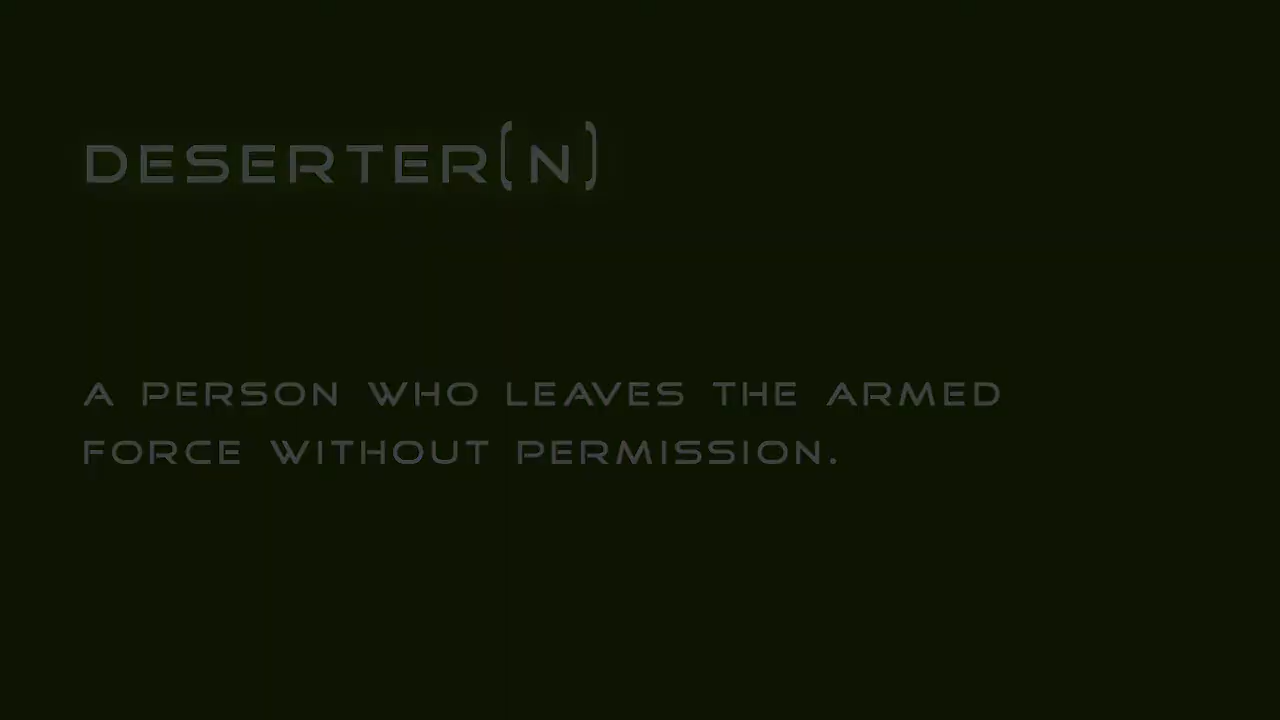 DESERTER(N)
A PERSON WHO LEAVES THE ARMED
FORCE WITHOUT PERMISSION.